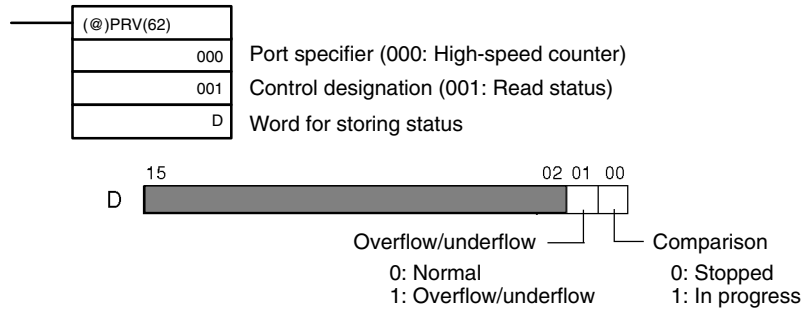 (@)PRV(62)
000 Port specifier (000: High-speed counter)
001 Control designation (001: Read status)
D Word for storing status
15 02 01 00
D
Overflow/underflow Comparison
0: Normal 0: Stopped
1: Overflow/underflow 1: In progress